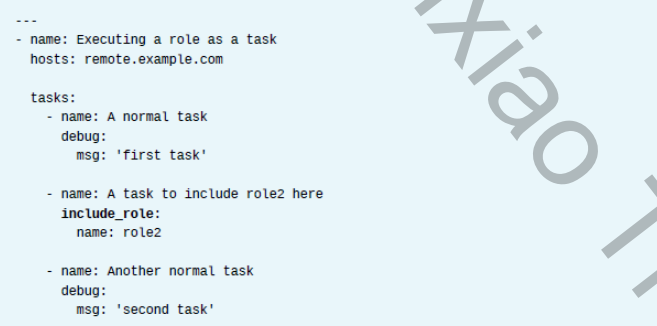 ---
- name: Executing a role as a task
  hosts: remote.example.com
  tasks:
    - name: A normal task
      debug:
        msg: 'first task'
    - name: A task to include role2 here
      include_role:
        name: role2
    - name: Another normal task
      debug:
        msg: 'second task'